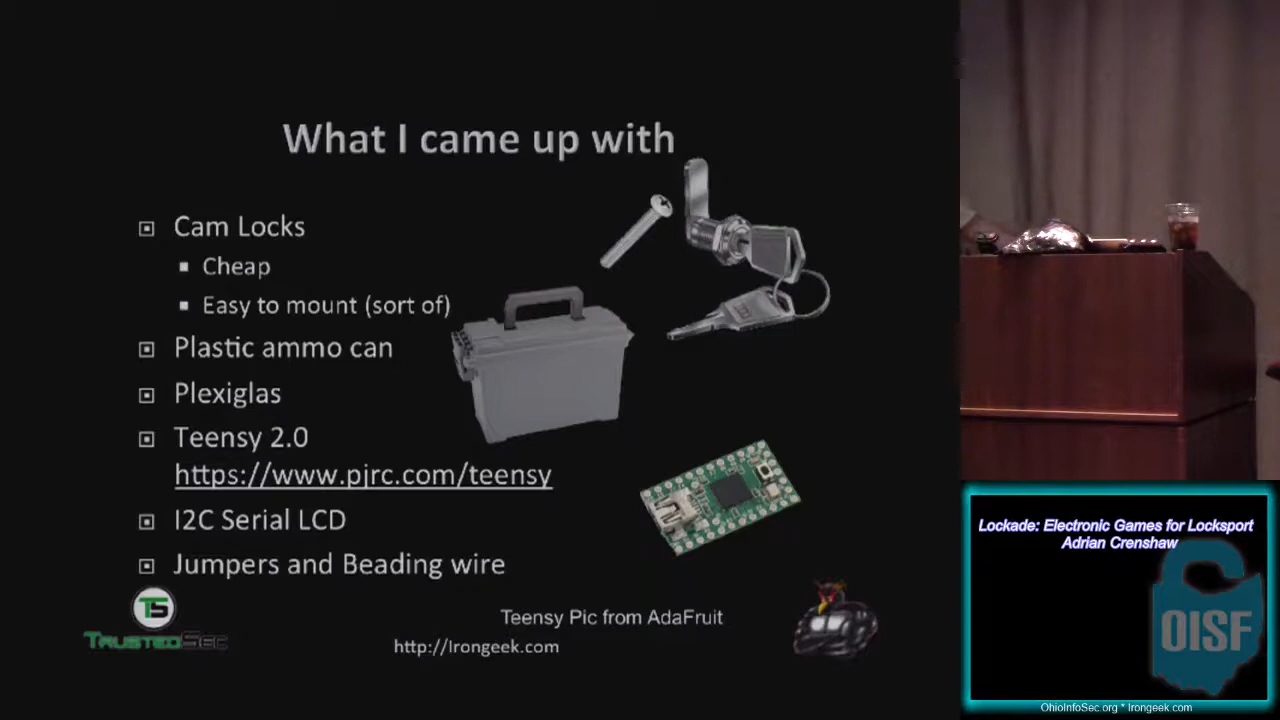 What I came up with
Cam Locks
Cheap
Easy to mount (sort of)
Plastic ammo can
Plexiglas
Teensy 2.0
https://www.pjrc.com/teensy
I2C Serial LCD
Jumpers and Beading wire
TS
TRUSTEDSEC
Teensy Pic from AdaFruit
http://Irongeek.com
Lockade: Electronic Games for Locksport
Adrian Crenshaw
OISF
OhioInfoSec.org * Irongeek.com